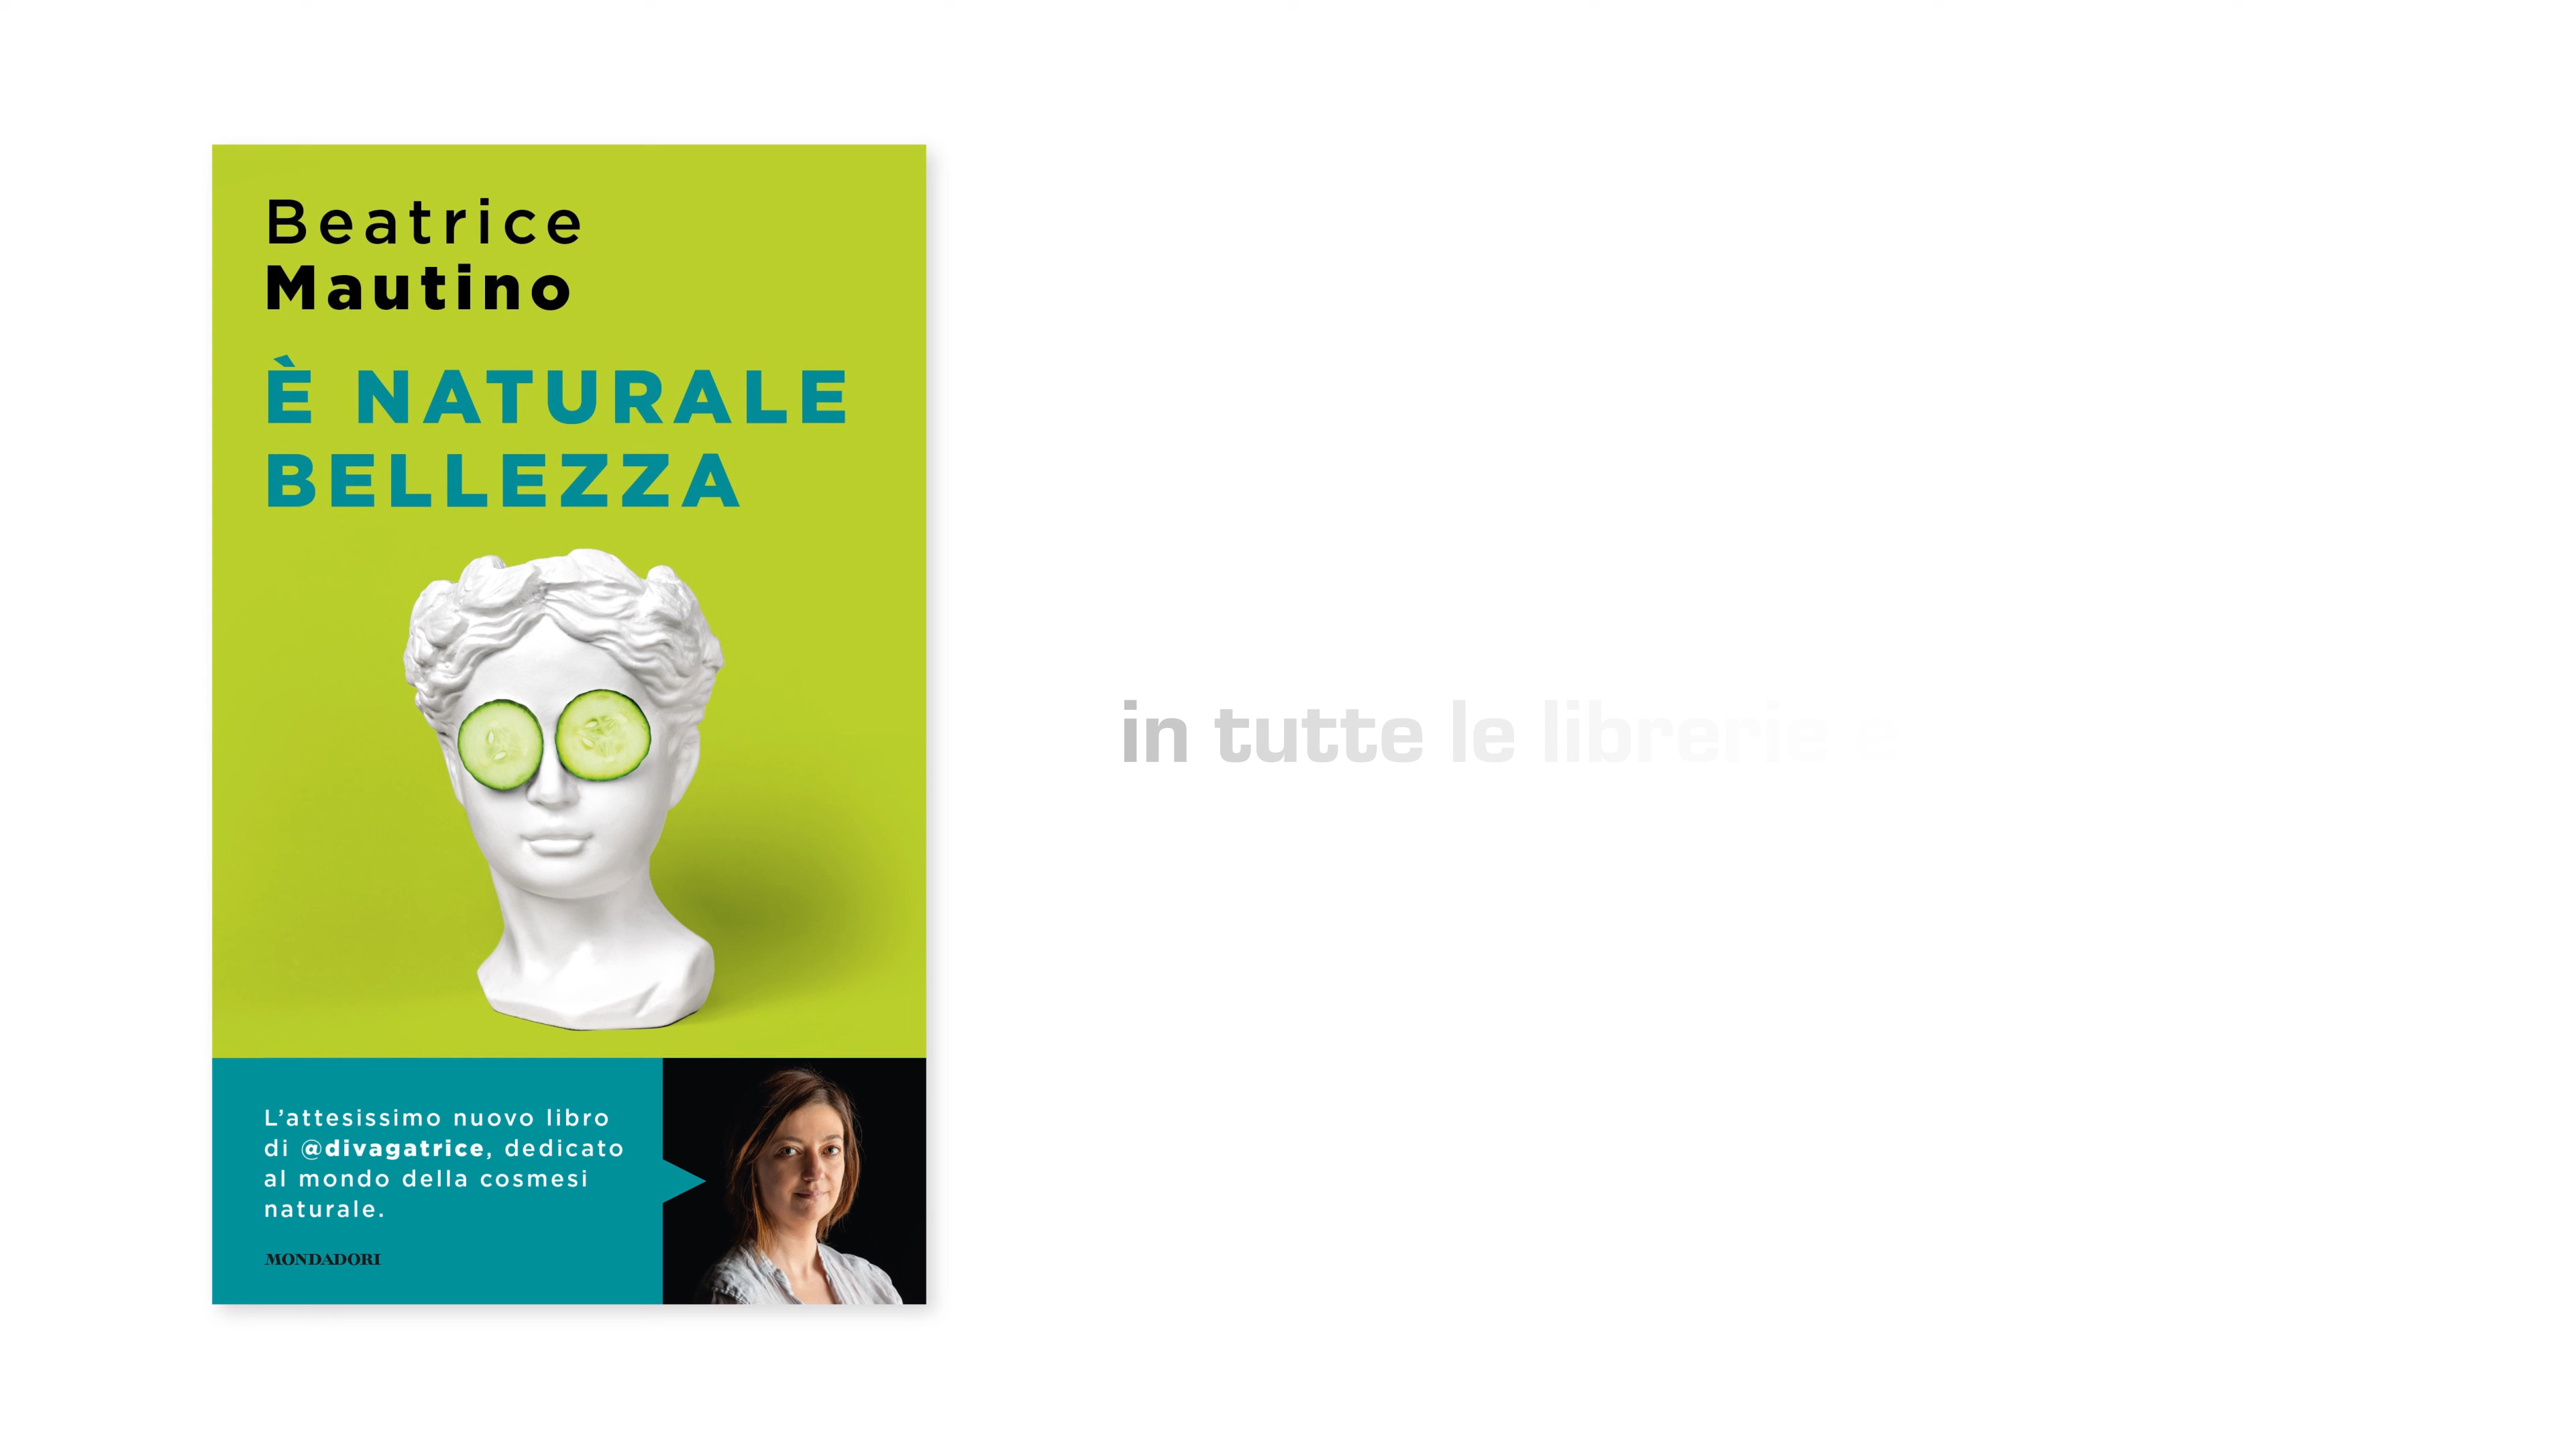 Beatrice
Mautino
È NATURALE
BELLEZZA
L'attesissimo nuovo libro
di @divagatrice, dedicato
al mondo della cosmesi
naturale.
MONDADORI
in tutte le librerie e